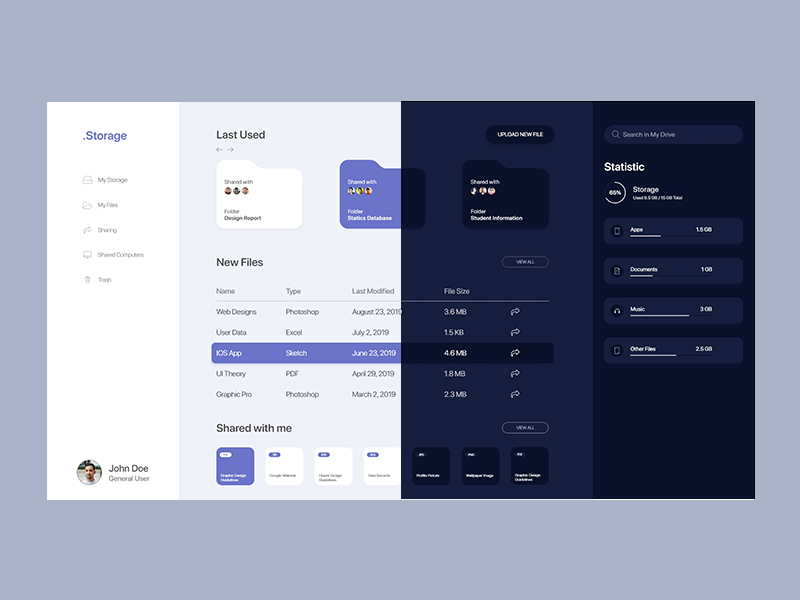 .Storage
My Storage
My Files
Sharing
Shared Computers
Trash
John Doe
General User
Last Used
UPLOAD NEW FILE
Shared with
Folder
Design Report
Shared with
Folder
Statics Database
Shared with
Folder
Student Information
New Files
VIEW ALL
Name Type Last Modified File Size
Web Designs Photoshop August 23, 2019 3.6 MB
User Data Excel July 2, 2019 1.5 KB
IOS App Sketch June 23, 2019 4.6 MB
UI Theory PDF April 29, 2019 1.8 MB
Graphic Pro Photoshop March 2, 2019 2.3 MB
Shared with me
VIEW ALL
Graphic Design
Guidelines
Google Material
Fluent Design
Guidelines
Data Records
JPG
Profile Picture
PNG
Wallpaper Image
PDF
Graphic Design
Guidelines
Search in My Drive
Statistic
65%
Storage
Used 9.5 GB / 15 GB Total
Apps 1.5 GB
Documents 1 GB
Music 3 GB
Other Files 2.5 GB